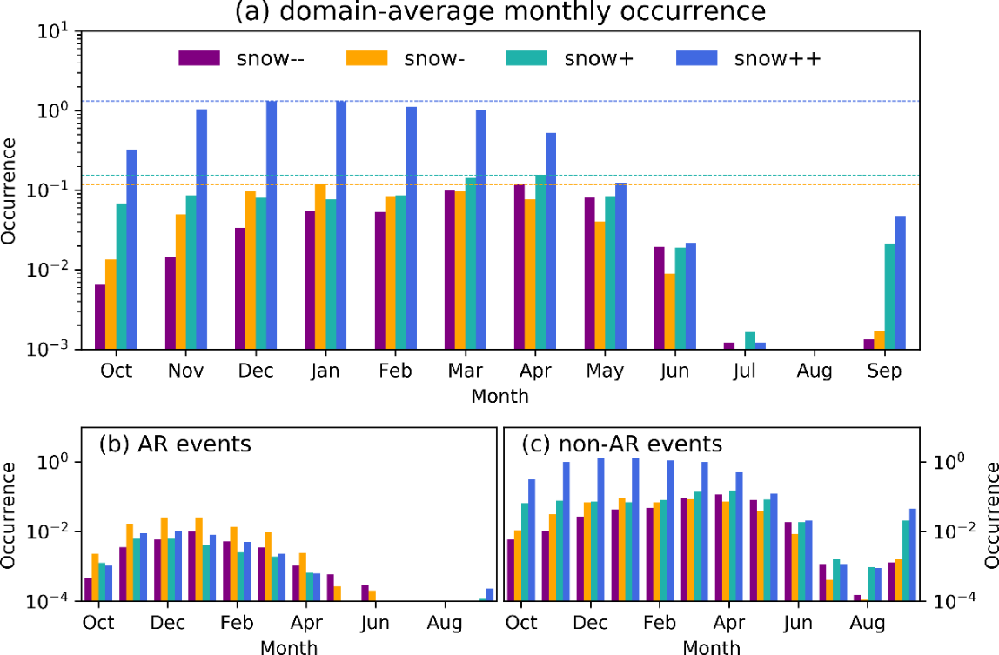 (a) domain-average monthly occurrence
snow-- snow- snow+ snow++
Occurrence
10¹
10⁰
10⁻¹
10⁻²
10⁻³
Oct Nov Dec Jan Feb Mar Apr May Jun Jul Aug Sep
Month
(b) AR events
Occurrence
10⁰
10⁻²
10⁻⁴
Oct Dec Feb Apr Jun Aug
Month
(c) non-AR events
10⁰
10⁻²
10⁻⁴
Occurrence
Oct Dec Feb Apr Jun Aug
Month